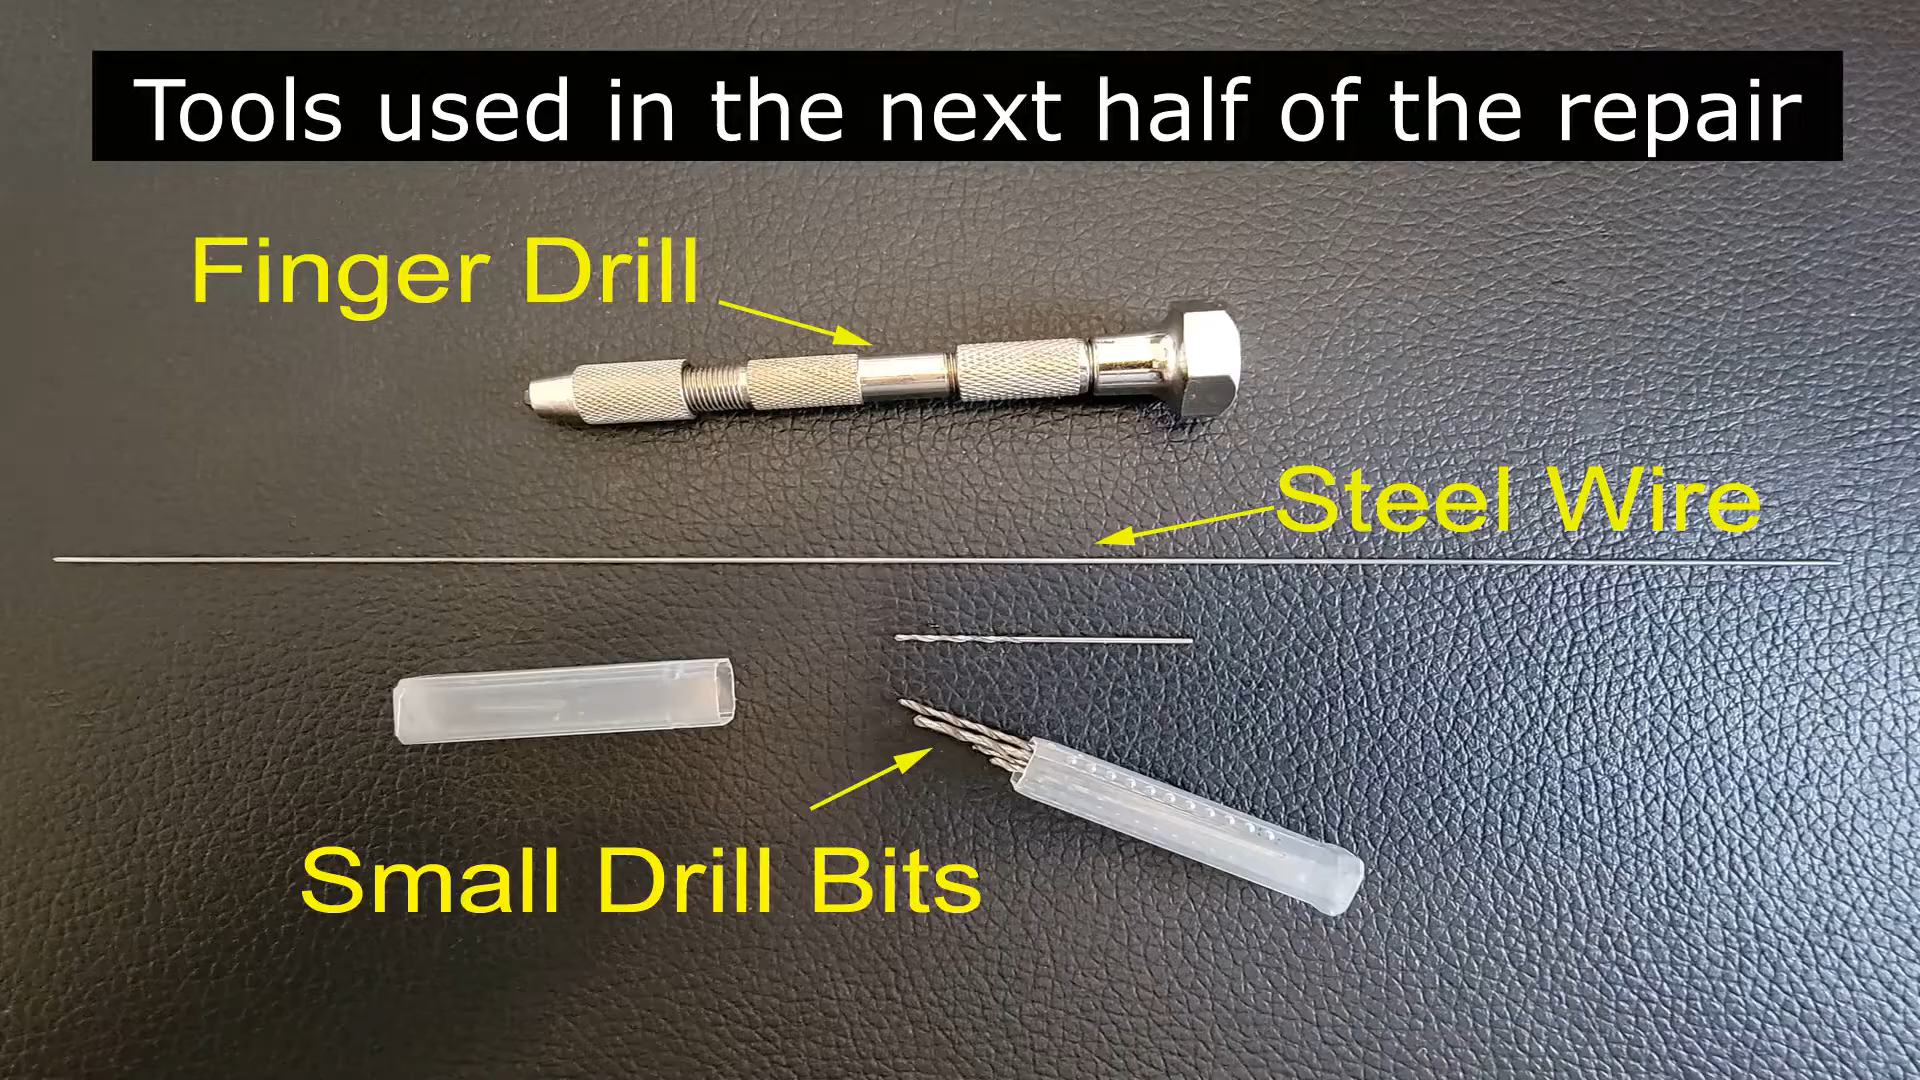 Tools used in the next half of the repair
Finger Drill
Steel Wire
Small Drill Bits